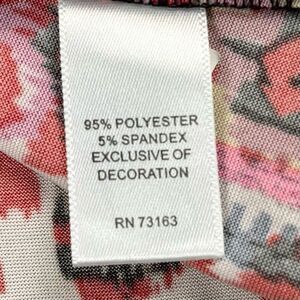 95% POLYESTER
5% SPANDEX
EXCLUSIVE OF
DECORATION
RN 73163